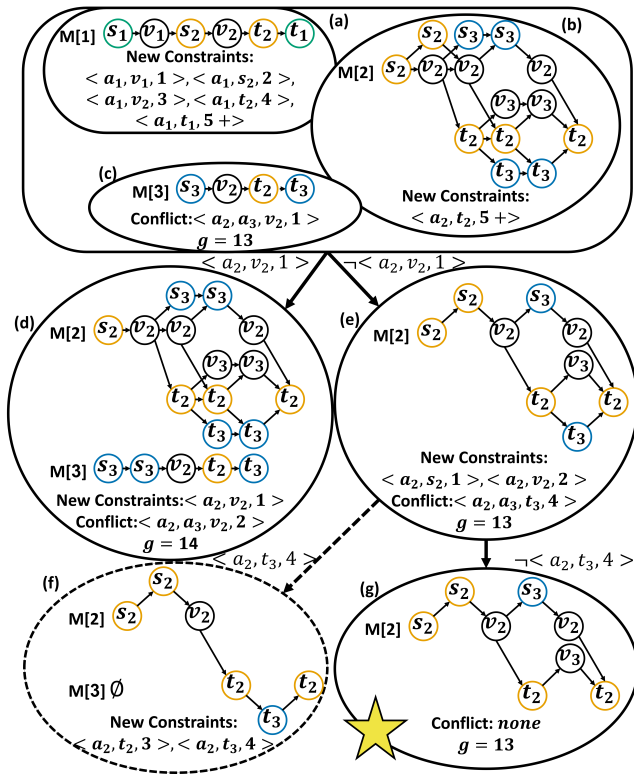 (a)
M[1] s₁ v₁ s₂ v₂ t₂ t₁
New Constraints:
< a₁, v₁, 1 >, < a₁, s₂, 2 >,
< a₁, v₂, 3 >, < a₁, t₂, 4 >,
< a₁, t₁, 5 + >
(b)
s₂ s₃ s₃
M[2] s₂ v₂ v₂ v₂
v₃ v₃
t₂ t₂ t₂
t₃ t₃
New Constraints:
< a₂, t₂, 5 + >
(c)
M[3] s₃ v₂ t₂ t₃
Conflict:< a₂, a₃, v₂, 1 >
g = 13
< a₂, v₂, 1 > ¬< a₂, v₂, 1 >
(d)
s₃ s₃
M[2] s₂ v₂ v₂ v₂
v₃ v₃
t₂ t₂ t₂
t₃ t₃
M[3] s₃ s₃ v₂ t₂ t₃
New Constraints:< a₂, v₂, 1 >
Conflict:< a₂, a₃, v₂, 2 >
g = 14
(e)
s₂ s₃
M[2] s₂ v₂ v₂
v₃
t₂ t₂
t₃
New Constraints:
< a₂, s₂, 1 >, < a₂, v₂, 2 >
Conflict:< a₂, a₃, t₃, 4 >
g = 13
< a₂, t₃, 4 > ¬< a₂, t₃, 4 >
(f)
s₂
M[2] s₂ v₂
t₂ t₂
M[3] ∅
t₃
New Constraints:
< a₂, t₂, 3 >, < a₂, t₃, 4 >
(g)
s₂ s₃
M[2] s₂ v₂ v₂
v₃
t₂ t₂
Conflict: none
g = 13